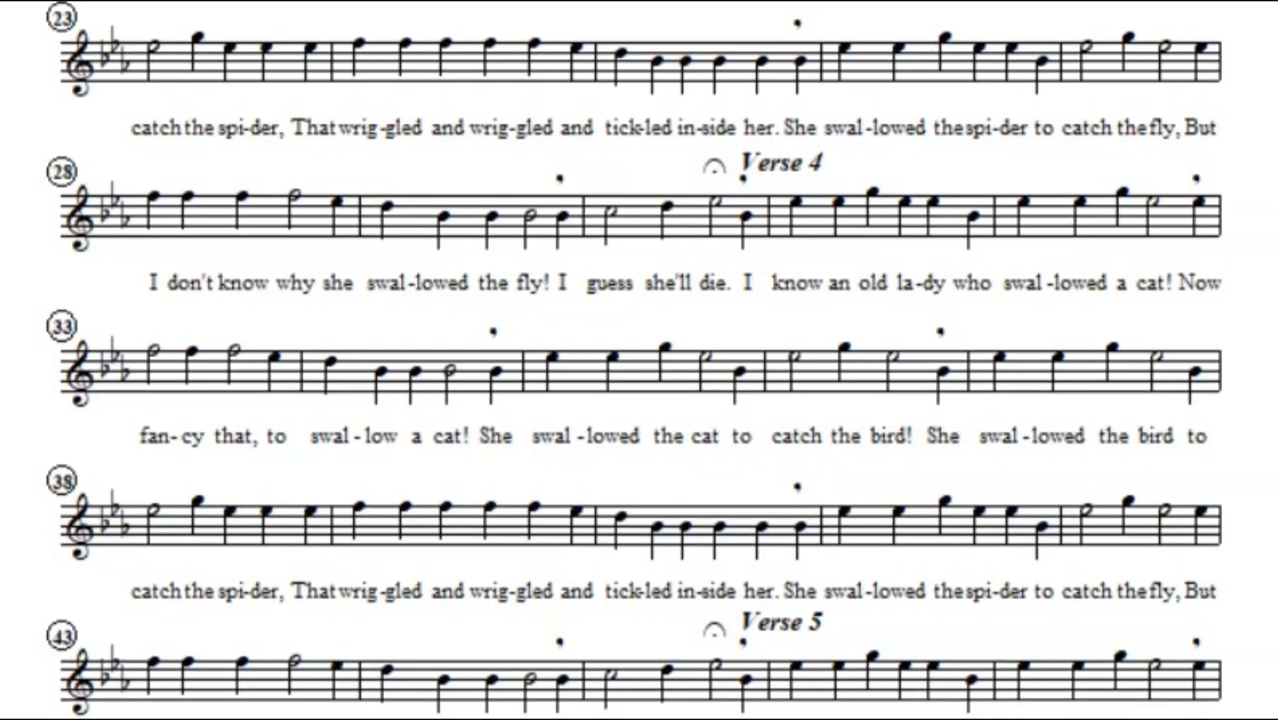 23
catch the spi-der, That wrig-gled and wrig-gled and tick-led in-side her. She swal-lowed the spi-der to catch the fly, But
28
Verse 4
I don't know why she swal-lowed the fly! I guess she'll die. I know an old la-dy who swal-lowed a cat! Now
33
fan-cy that, to swal-low a cat! She swal-lowed the cat to catch the bird! She swal-lowed the bird to
38
catch the spi-der, That wrig-gled and wrig-gled and tick-led in-side her. She swal-lowed the spi-der to catch the fly, But
43
Verse 5